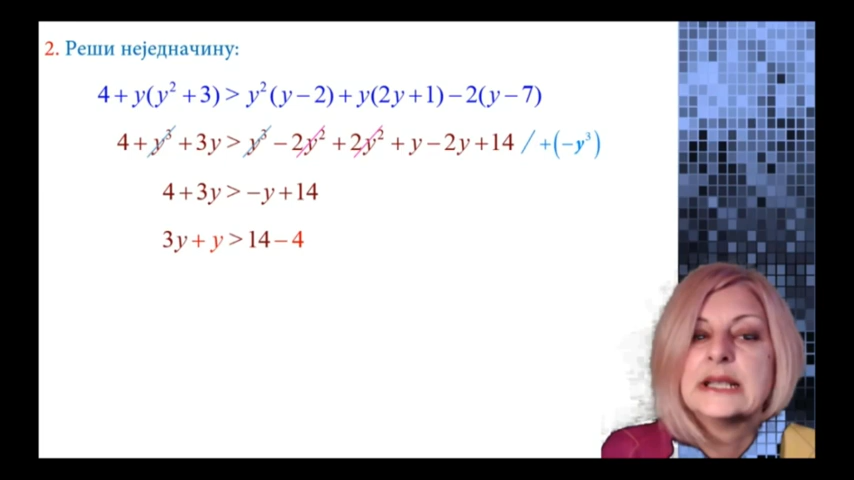 2. Реши неједначину:
4 + y(y² + 3) > y²(y − 2) + y(2y + 1) − 2(y − 7)
4 + y³ + 3y > y³ − 2y² + 2y² + y − 2y + 14 / +(−y³)
4 + 3y > −y + 14
3y + y > 14 − 4